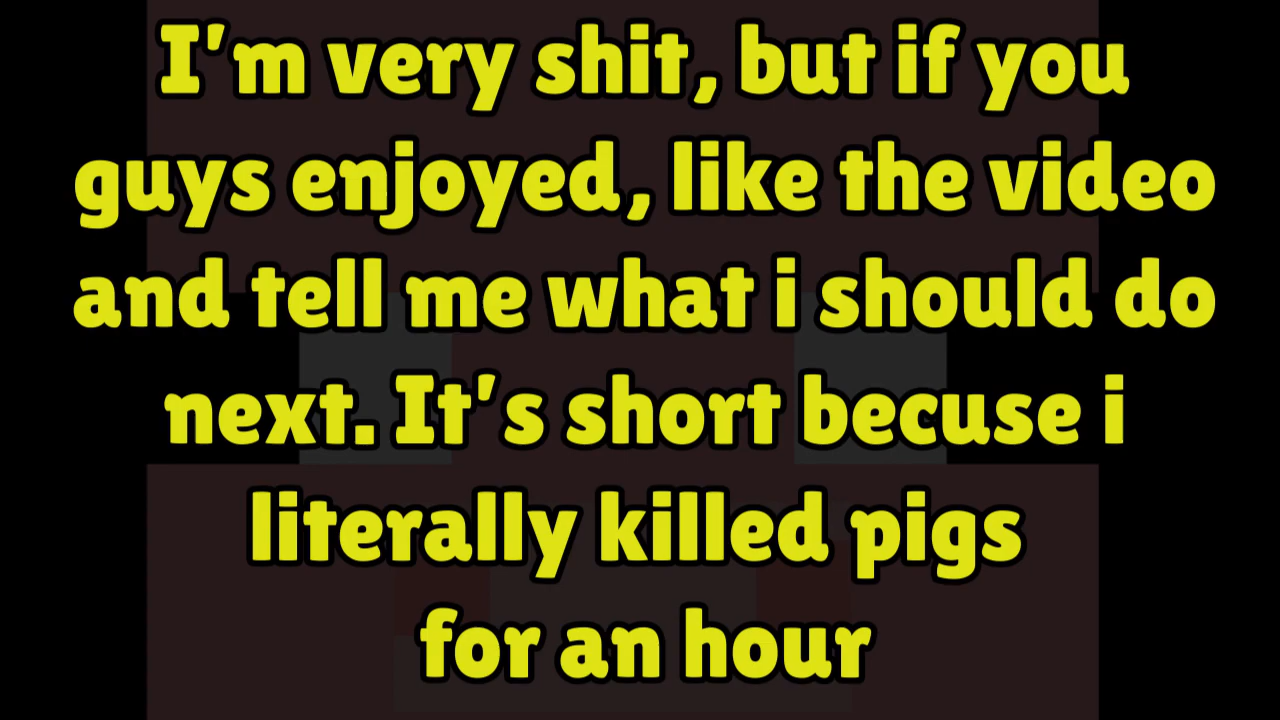 I'm very shit, but if you
guys enjoyed, like the video
and tell me what i should do
next. It's short becuse i
literally killed pigs
for an hour